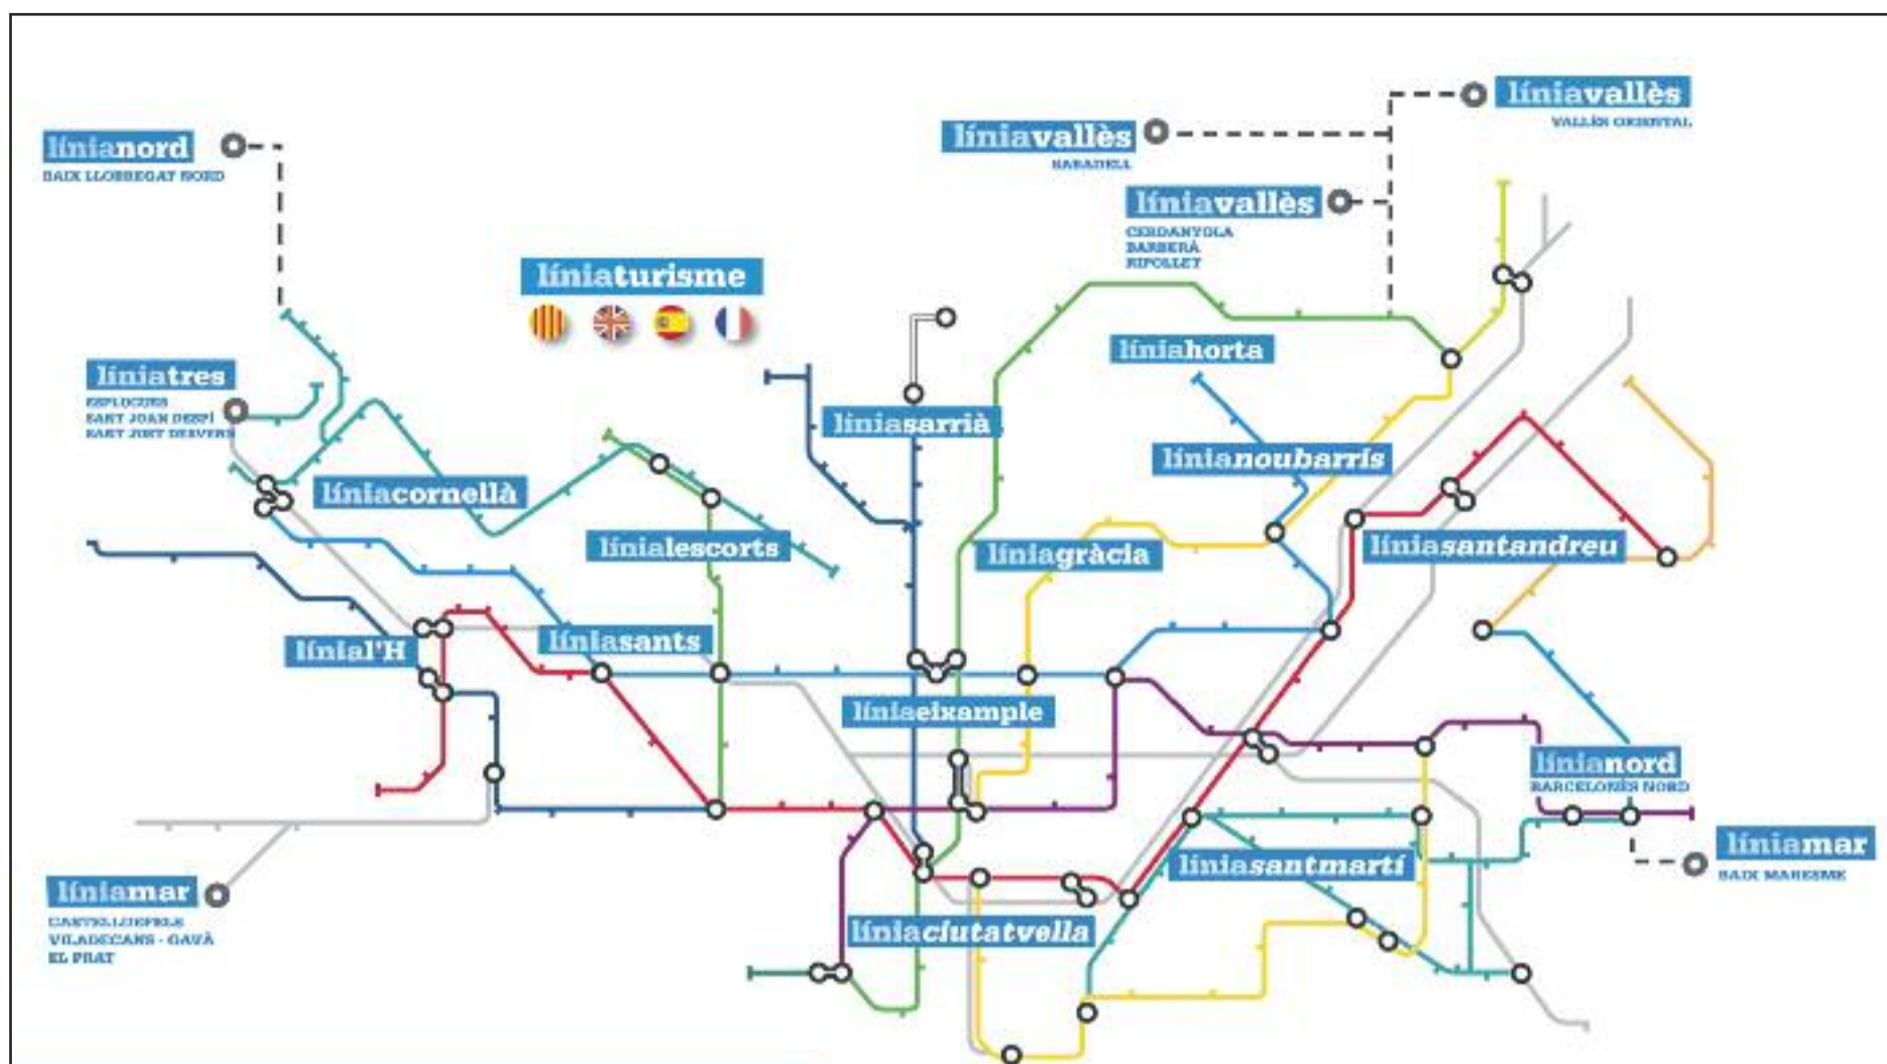 líniavallès
VALLÈS ORIENTAL
líniavallès
SABADELL
línianord
BAIX LLOBREGAT NORD
líniavallès
CERDANYOLA
BARBERÀ
RIPOLLET
líniaturisme
líniahorta
líniatres
ESPLUGUES
SANT JOAN DESPÍ
SANT JUST DESVERN
líniasarrià
línianoubarris
líniacornellà
línialescorts
líniagràcia
líniasantandreu
línial'H
líniasants
líniaeixample
línianord
BARCELONÈS NORD
líniamar
BAIX MARESME
líniasantmartí
líniamar
CASTELLDEFELS
VILADECANS - GAVÀ
EL PRAT
líniaciutatvella